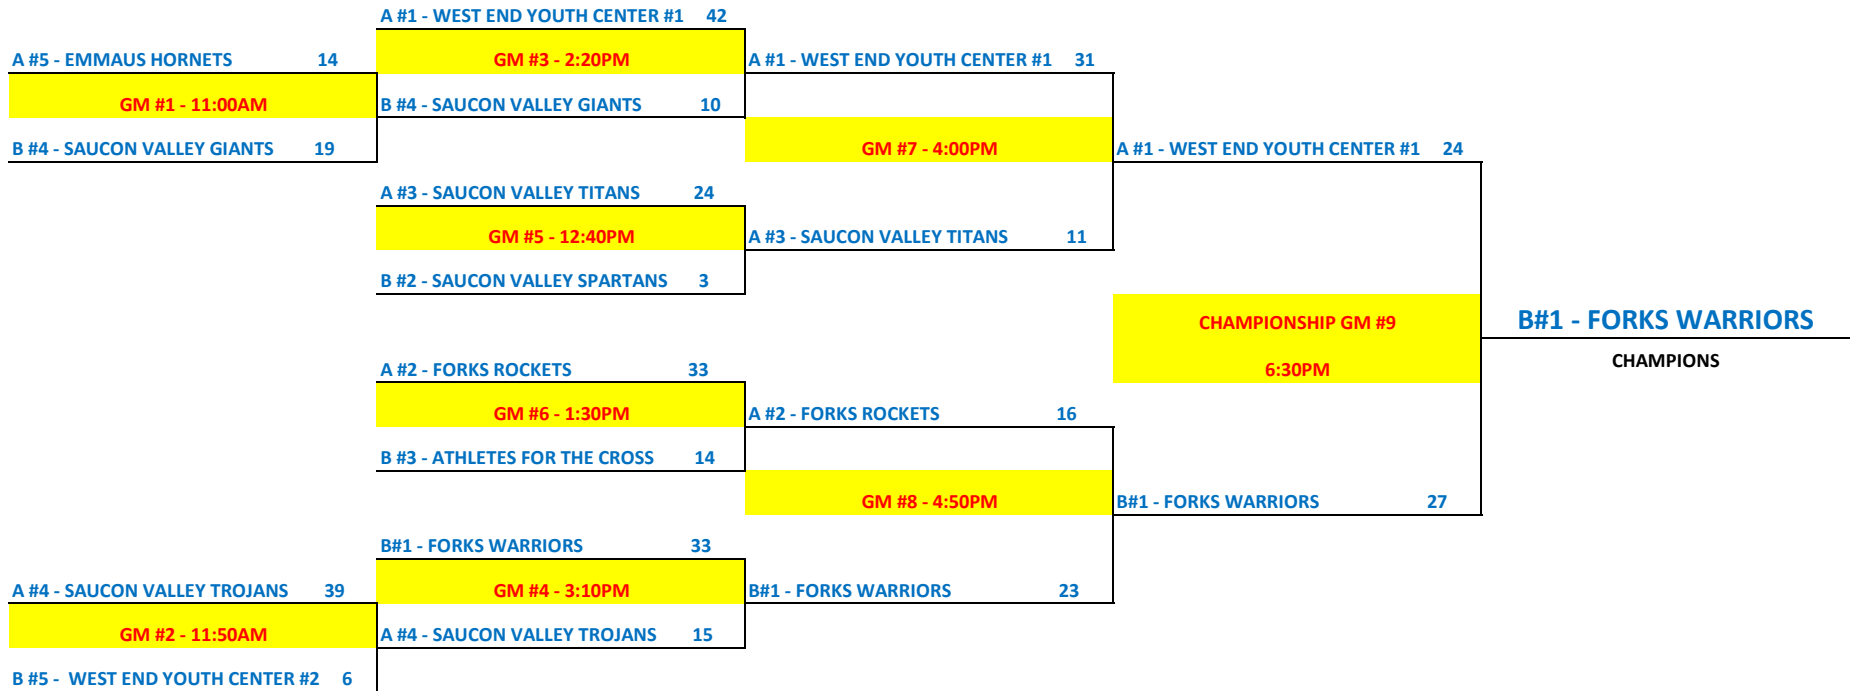 A #1 - WEST END YOUTH CENTER #1 42
A #5 - EMMAUS HORNETS 14
GM #3 - 2:20PM
A #1 - WEST END YOUTH CENTER #1 31
GM #1 - 11:00AM
B #4 - SAUCON VALLEY GIANTS 10
B #4 - SAUCON VALLEY GIANTS 19
GM #7 - 4:00PM
A #1 - WEST END YOUTH CENTER #1 24
A #3 - SAUCON VALLEY TITANS 24
GM #5 - 12:40PM
A #3 - SAUCON VALLEY TITANS 11
B #2 - SAUCON VALLEY SPARTANS 3
CHAMPIONSHIP GM #9
B#1 - FORKS WARRIORS
CHAMPIONS
A #2 - FORKS ROCKETS 33
6:30PM
GM #6 - 1:30PM
A #2 - FORKS ROCKETS 16
B #3 - ATHLETES FOR THE CROSS 14
GM #8 - 4:50PM
B#1 - FORKS WARRIORS 27
B#1 - FORKS WARRIORS 33
A #4 - SAUCON VALLEY TROJANS 39
GM #4 - 3:10PM
B#1 - FORKS WARRIORS 23
GM #2 - 11:50AM
A #4 - SAUCON VALLEY TROJANS 15
B #5 - WEST END YOUTH CENTER #2 6